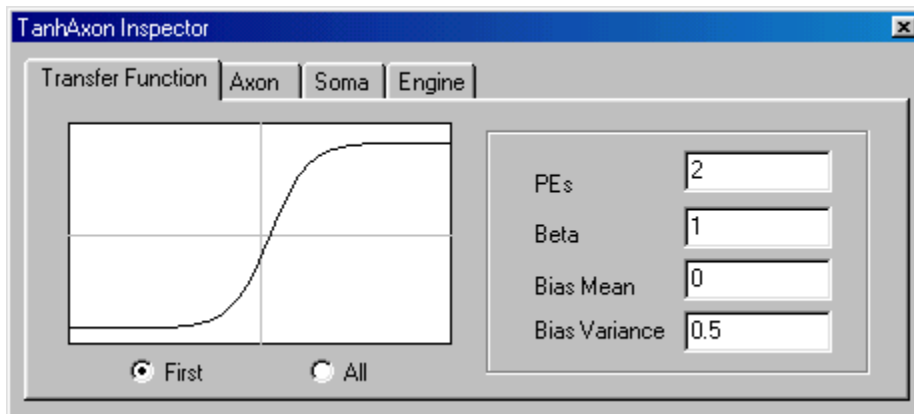 TanhAxon Inspector
Transfer Function Axon Soma Engine
PEs 2
Beta 1
Bias Mean 0
Bias Variance 0.5
First All